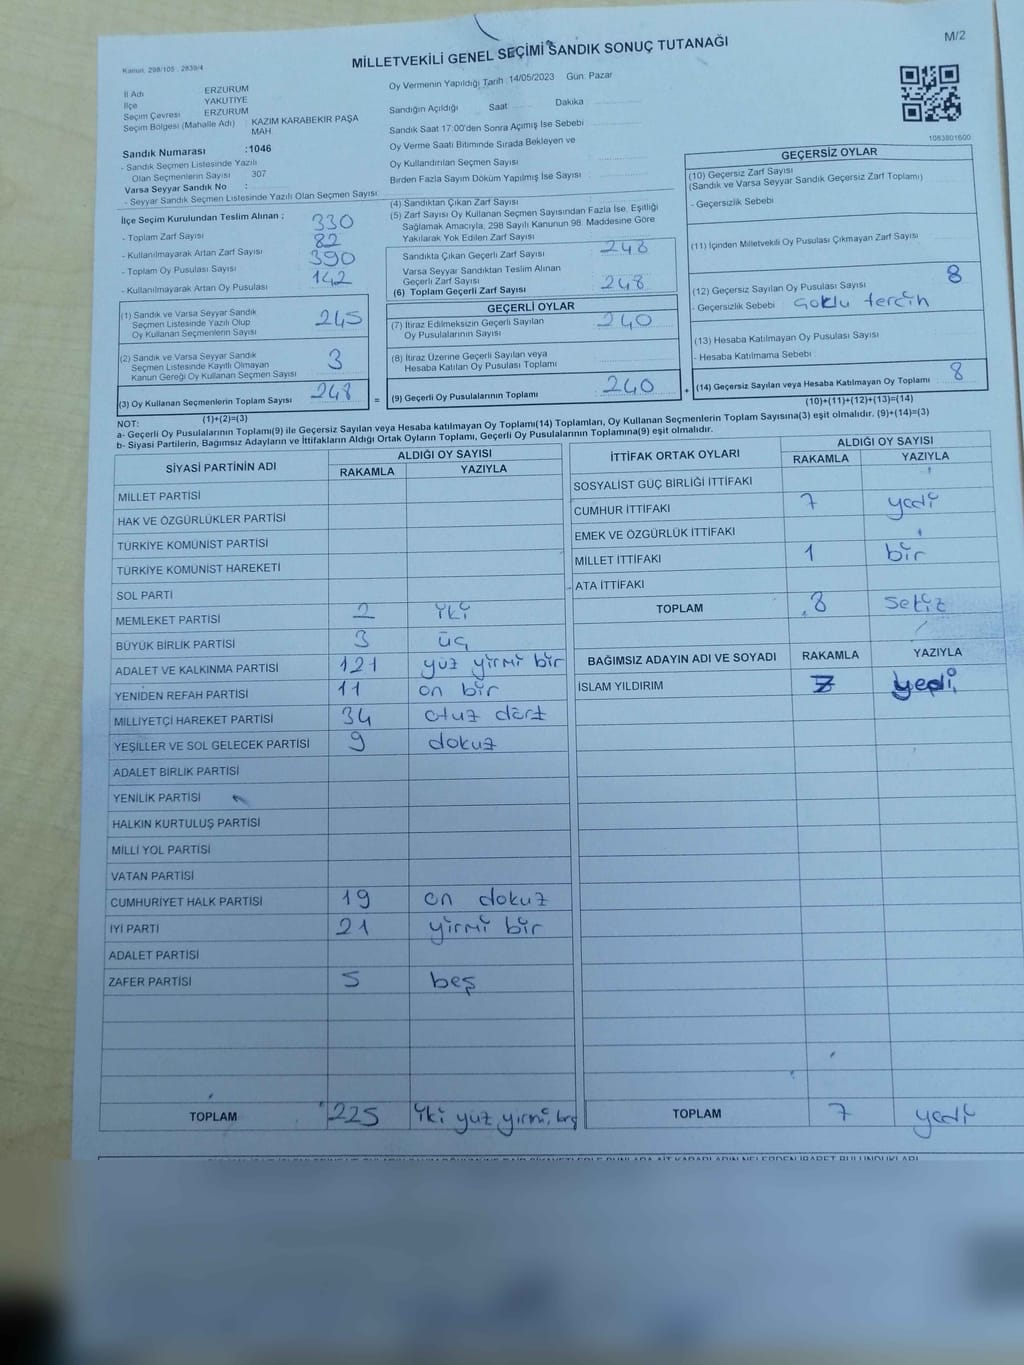 MİLLETVEKİLİ GENEL SEÇİMİ SANDIK SONUÇ TUTANAĞI
M/2
Kanun, 298/105 , 2839/4
İl Adı ERZURUM
İlçe YAKUTİYE
Seçim Çevresi ERZURUM
Seçim Bölgesi (Mahalle Adı) : KAZIM KARABEKİR PAŞA MAH.
Sandık Numarası :1046
- Sandık Seçmen Listesinde Yazılı Olan Seçmenlerin Sayısı 307
Varsa Seyyar Sandık No :
- Seyyar Sandık Seçmen Listesinde Yazılı Olan Seçmen Sayısı
Oy Vermenin Yapıldığı Tarih 14/05/2023 Gün. Pazar
Sandığın Açıldığı Saat Dakika
Sandık Saat 17:00'den Sonra Açımış İse Sebebi
Oy Verme Saati Bitiminde Sırada Bekleyen ve
Oy Kullandırılan Seçmen Sayısı
Birden Fazla Sayım Döküm Yapılmış İse Sayısı
1083801600
İlçe Seçim Kurulundan Teslim Alınan ;
- Toplam Zarf Sayısı 330
- Kullanılmayarak Artan Zarf Sayısı 82
- Toplam Oy Pusulası Sayısı 390
- Kullanılmayarak Artan Oy Pusulası 142
(1) Sandık ve Varsa Seyyar Sandık Seçmen Listesinde Yazılı Olup Oy Kullanan Seçmenlerin Sayısı 245
(2) Sandık ve Varsa Seyyar Sandık Seçmen Listesinde Kayıtlı Olmayan Kanun Gereği Oy Kullanan Seçmen Sayısı 3
(3) Oy Kullanan Seçmenlerin Toplam Sayısı 248
(1)+(2)=(3)
(4) Sandıktan Çıkan Zarf Sayısı
(5) Zarf Sayısı Oy Kullanan Seçmen Sayısından Fazla İse, Eşitliği
Sağlamak Amacıyla, 298 Sayılı Kanunun 98. Maddesine Göre
Yakılarak Yok Edilen Zarf Sayısı
Sandıkta Çıkan Geçerli Zarf Sayısı 248
Varsa Seyyar Sandıktan Teslim Alınan Geçerli Zarf Sayısı
(6) Toplam Geçerli Zarf Sayısı 248
GEÇERLİ OYLAR
(7) İtiraz Edilmeksizin Geçerli Sayılan Oy Pusulalarının Sayısı 240
(8) İtiraz Üzerine Geçerli Sayılan veya Hesaba Katılan Oy Pusulası Toplamı
= (9) Geçerli Oy Pusulalarının Toplamı 240
GEÇERSİZ OYLAR
(10) Geçersiz Zarf Sayısı
(Sandık ve Varsa Seyyar Sandık Geçersiz Zarf Toplamı)
- Geçersizlik Sebebi
(11) İçinden Milletvekili Oy Pusulası Çıkmayan Zarf Sayısı
(12) Geçersiz Sayılan Oy Pusulası Sayısı 8
- Geçersizlik Sebebi Çoklu tercih
(13) Hesaba Katılmayan Oy Pusulası Sayısı
- Hesaba Katılmama Sebebi
+ (14) Geçersiz Sayılan veya Hesaba Katılmayan Oy Toplamı 8
(10)+(11)+(12)+(13)=(14)
NOT:
a- Geçerli Oy Pusulalarının Toplamı(9) ile Geçersiz Sayılan veya Hesaba katılmayan Oy Toplamı(14) Toplamları, Oy Kullanan Seçmenlerin Toplam Sayısına(3) eşit olmalıdır. (9)+(14)=(3)
b- Siyasi Partilerin, Bağımsız Adayların ve İttifakların Aldığı Ortak Oyların Toplamı, Geçerli Oy Pusulalarının Toplamına(9) eşit olmalıdır.
SİYASİ PARTİNİN ADI ALDIĞI OY SAYISI
RAKAMLA YAZIYLA
MİLLET PARTİSİ
HAK VE ÖZGÜRLÜKLER PARTİSİ
TÜRKİYE KOMÜNİST PARTİSİ
TÜRKİYE KOMÜNİST HAREKETİ
SOL PARTİ
MEMLEKET PARTİSİ 2 iki
BÜYÜK BİRLİK PARTİSİ 3 üç
ADALET VE KALKINMA PARTİSİ 121 yüz yirmi bir
YENİDEN REFAH PARTİSİ 11 on bir
MİLLİYETÇİ HAREKET PARTİSİ 34 otuz dört
YEŞİLLER VE SOL GELECEK PARTİSİ 9 dokuz
ADALET BİRLİK PARTİSİ
YENİLİK PARTİSİ
HALKIN KURTULUŞ PARTİSİ
MİLLİ YOL PARTİSİ
VATAN PARTİSİ
CUMHURİYET HALK PARTİSİ 19 on dokuz
İYİ PARTİ 21 yirmi bir
ADALET PARTİSİ
ZAFER PARTİSİ 5 beş
TOPLAM 225 iki yüz yirmi beş
İTTİFAK ORTAK OYLARI ALDIĞI OY SAYISI
RAKAMLA YAZIYLA
SOSYALİST GÜÇ BİRLİĞİ İTTİFAKI
CUMHUR İTTİFAKI 7 yedi
EMEK VE ÖZGÜRLÜK İTTİFAKI
MİLLET İTTİFAKI 1 bir
ATA İTTİFAKI
TOPLAM 8 sekiz
BAĞIMSIZ ADAYIN ADI VE SOYADI RAKAMLA YAZIYLA
İSLAM YILDIRIM 7 yedi
TOPLAM 7 yedi